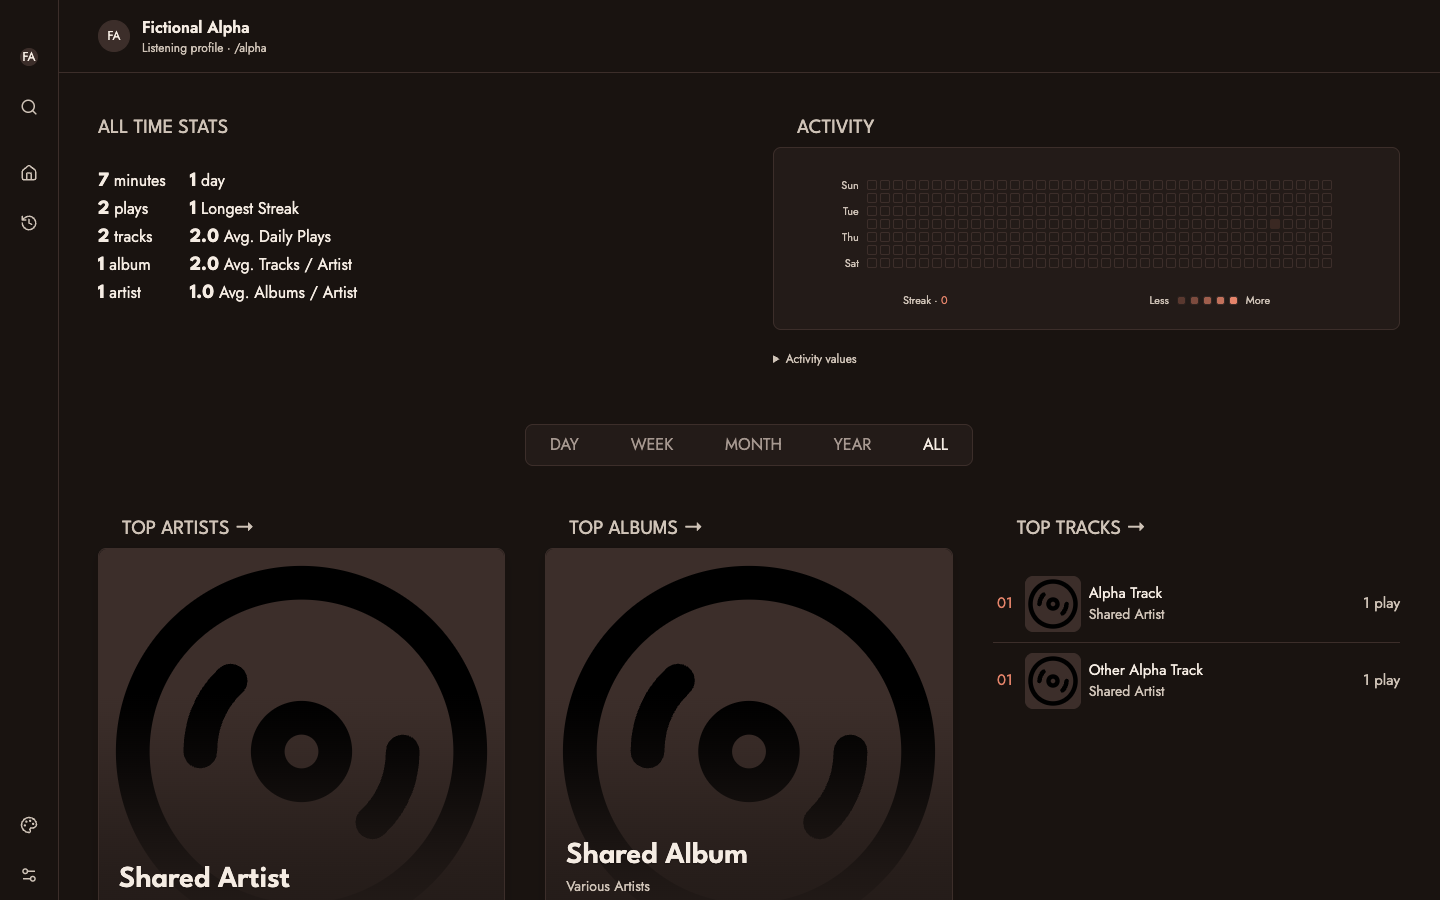 FA
FA
Fictional Alpha
Listening profile · /alpha
ALL TIME STATS
7 minutes
1 day
2 plays
1 Longest Streak
2 tracks
2.0 Avg. Daily Plays
1 album
2.0 Avg. Tracks / Artist
1 artist
1.0 Avg. Albums / Artist
ACTIVITY
Sun
Tue
Thu
Sat
Streak · 0
Less
More
Activity values
DAY
WEEK
MONTH
YEAR
ALL
TOP ARTISTS →
Shared Artist
TOP ALBUMS →
Shared Album
Various Artists
TOP TRACKS →
01
Alpha Track
Shared Artist
1 play
01
Other Alpha Track
Shared Artist
1 play